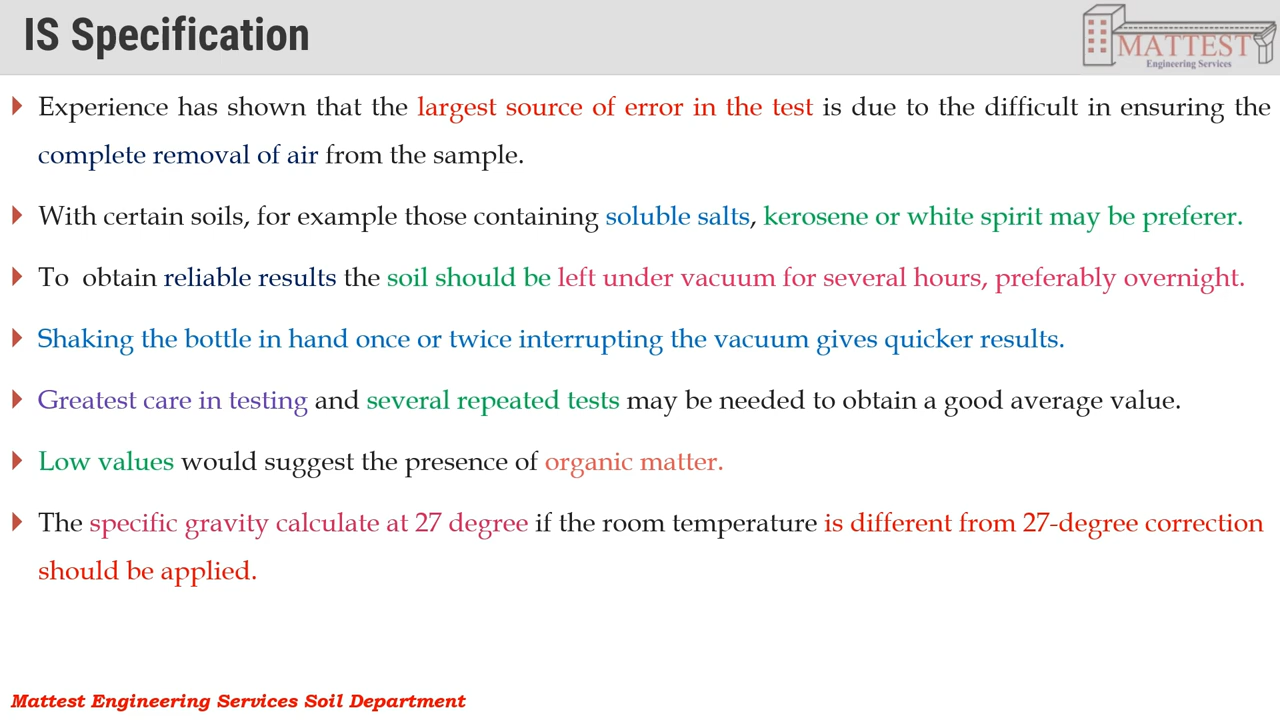 IS Specification
MATTEST
Engineering Services
Experience has shown that the largest source of error in the test is due to the difficult in ensuring the
complete removal of air from the sample.
With certain soils, for example those containing soluble salts, kerosene or white spirit may be preferer.
To obtain reliable results the soil should be left under vacuum for several hours, preferably overnight.
Shaking the bottle in hand once or twice interrupting the vacuum gives quicker results.
Greatest care in testing and several repeated tests may be needed to obtain a good average value.
Low values would suggest the presence of organic matter.
The specific gravity calculate at 27 degree if the room temperature is different from 27-degree correction
should be applied.
Mattest Engineering Services Soil Department